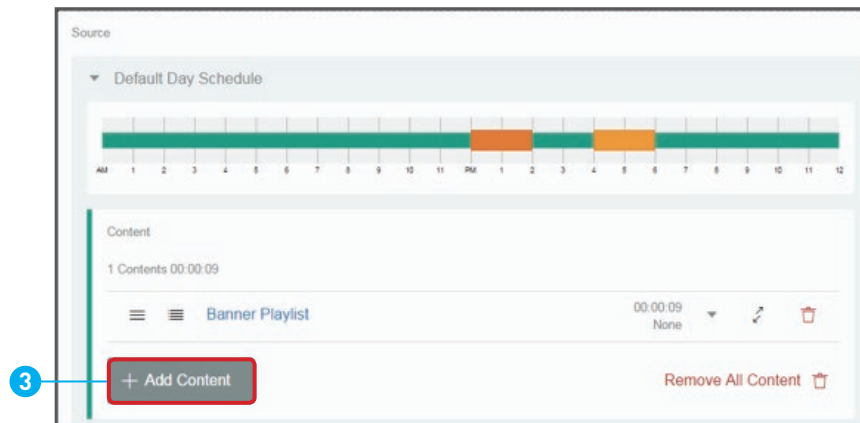 Source
Default Day Schedule
AM 1 2 3 4 5 6 7 8 9 10 11 PM 1 2 3 4 5 6 7 8 9 10 11 12
Content
1 Contents 00:00:09
Banner Playlist
00:00:09
None
3
+ Add Content
Remove All Content